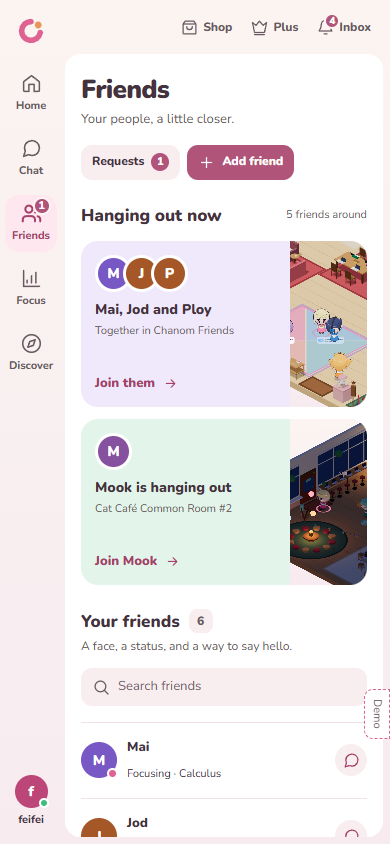 Shop
Plus
4
Inbox
Home
Chat
1
Friends
Focus
Discover
f
feifei
Friends
Your people, a little closer.
Requests 1
Add friend
Hanging out now
5 friends around
M J P
Mai, Jod and Ploy
Together in Chanom Friends
Join them →
M
Mook is hanging out
Cat Café Common Room #2
Join Mook →
Your friends 6
A face, a status, and a way to say hello.
Search friends
Demo
M
Mai
Focusing · Calculus
J
Jod